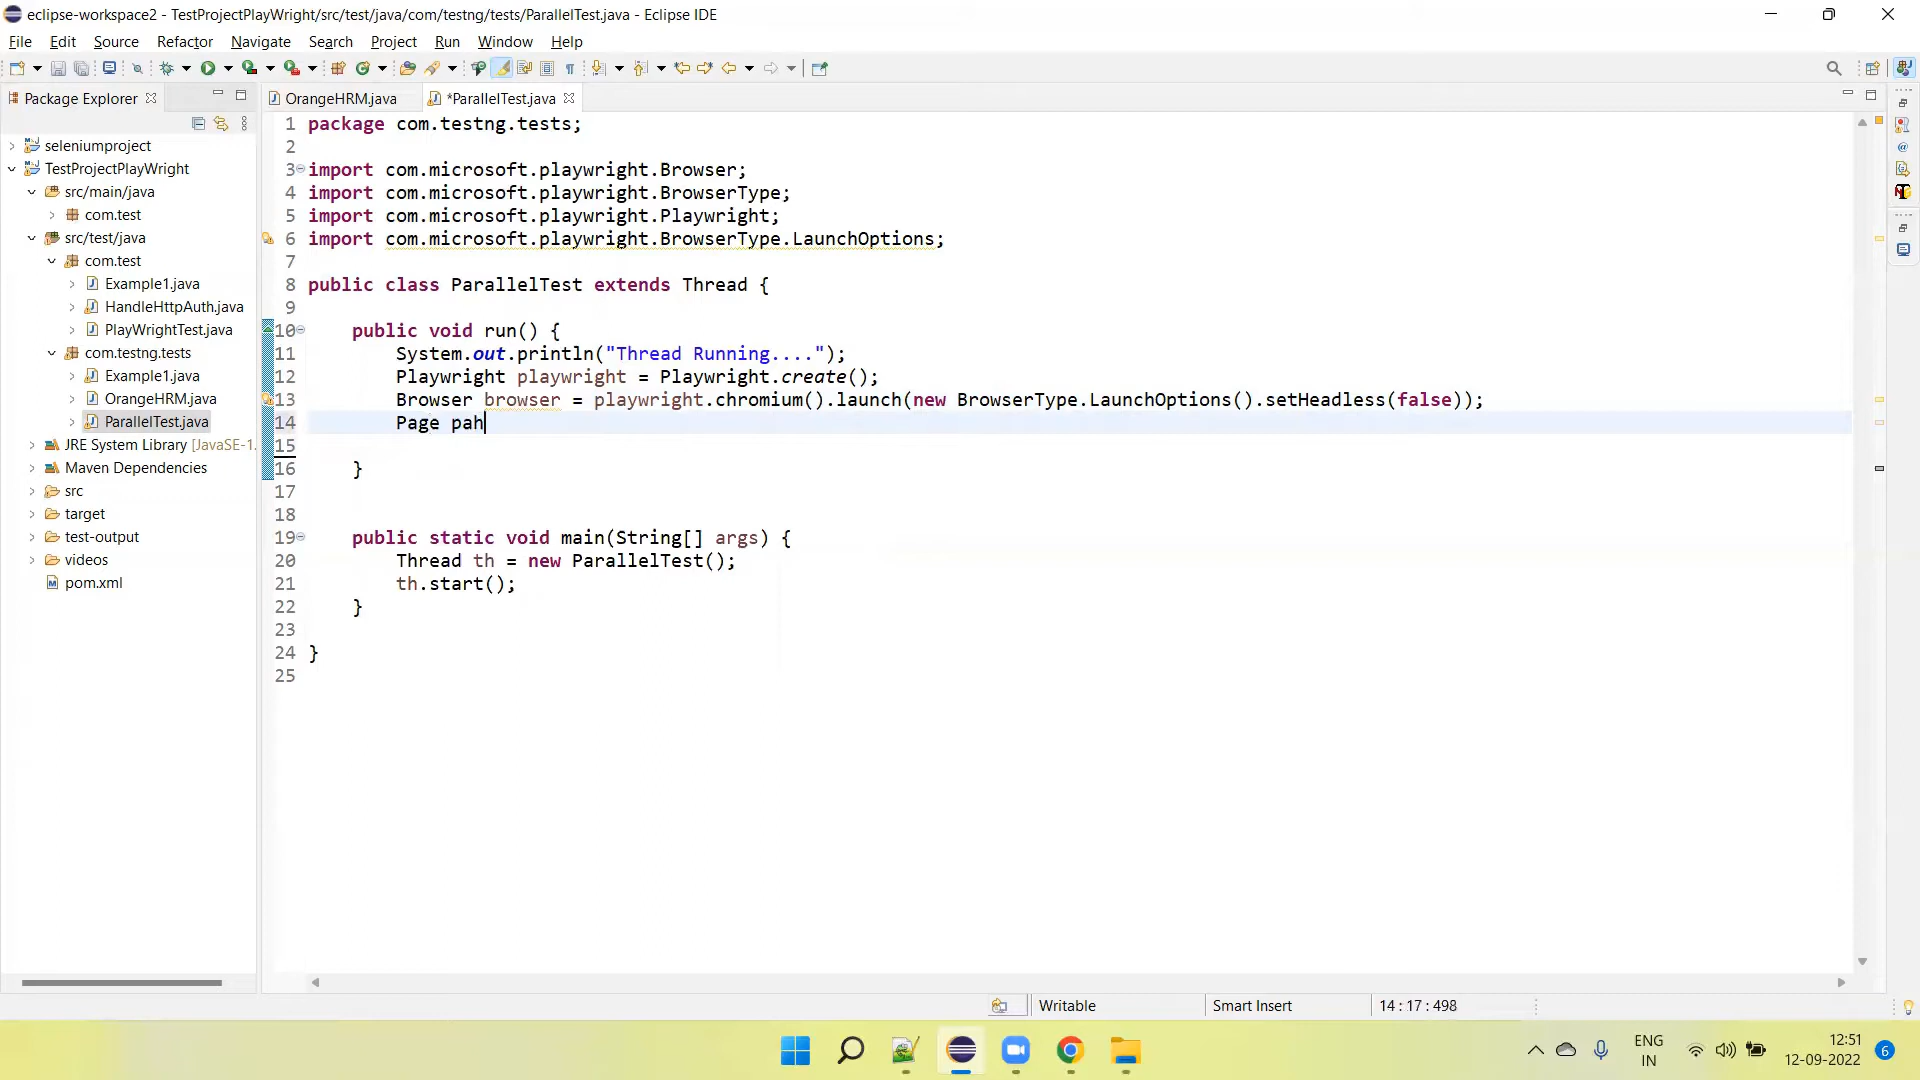 eclipse-workspace2 - TestProjectPlayWright/src/test/java/com/testng/tests/ParallelTest.java - Eclipse IDE
File Edit Source Refactor Navigate Search Project Run Window Help
Package Explorer
OrangeHRM.java
*ParallelTest.java
seleniumproject
TestProjectPlayWright
src/main/java
com.test
src/test/java
com.test
Example1.java
HandleHttpAuth.java
PlayWrightTest.java
com.testng.tests
Example1.java
OrangeHRM.java
ParallelTest.java
JRE System Library [JavaSE-1.
Maven Dependencies
src
target
test-output
videos
pom.xml
1 package com.testng.tests;
2
3 import com.microsoft.playwright.Browser;
4 import com.microsoft.playwright.BrowserType;
5 import com.microsoft.playwright.Playwright;
6 import com.microsoft.playwright.BrowserType.LaunchOptions;
7
8 public class ParallelTest extends Thread {
9
10 public void run() {
11 System.out.println("Thread Running....");
12 Playwright playwright = Playwright.create();
13 Browser browser = playwright.chromium().launch(new BrowserType.LaunchOptions().setHeadless(false));
14 Page pah
15
16 }
17
18
19 public static void main(String[] args) {
20 Thread th = new ParallelTest();
21 th.start();
22 }
23
24 }
25
Writable
Smart Insert
14 : 17 : 498
ENG
IN
12:51
12-09-2022
6